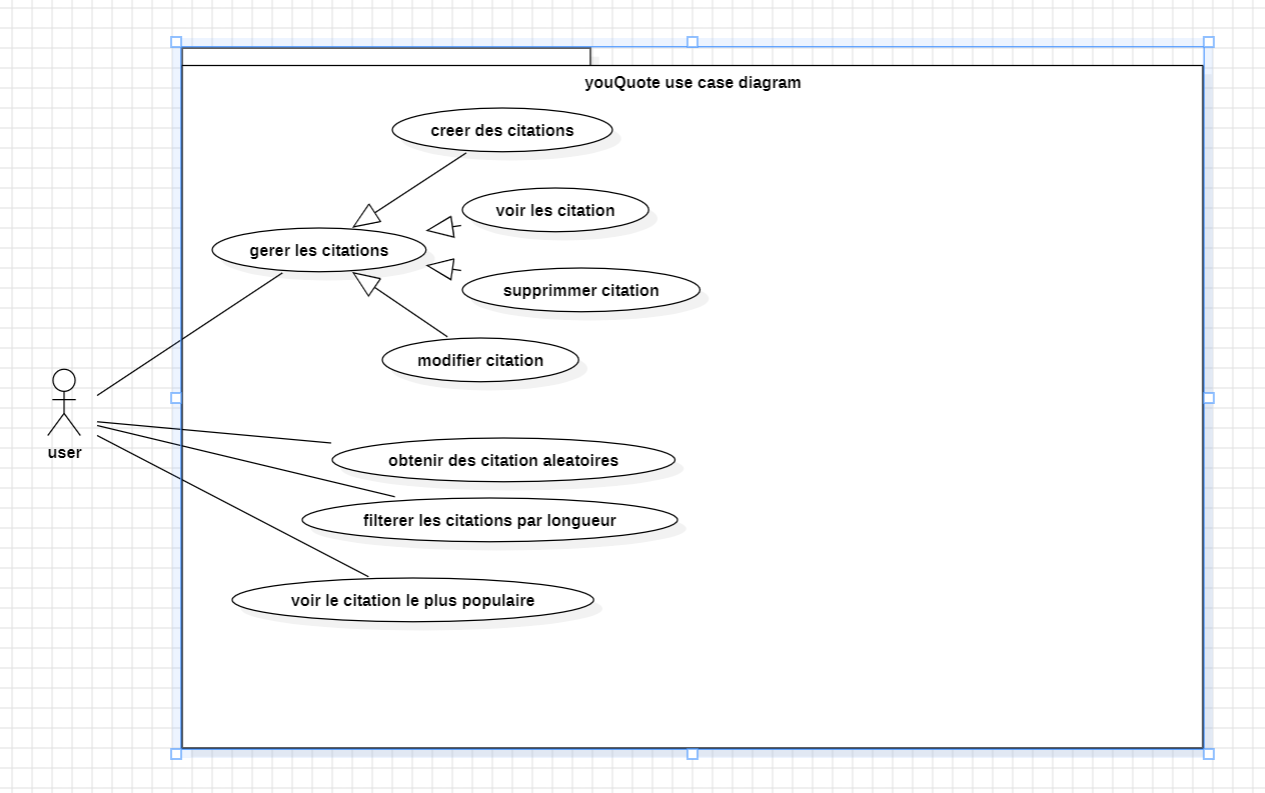 youQuote use case diagram
creer des citations
voir les citation
gerer les citations
supprimmer citation
modifier citation
user
obtenir des citation aleatoires
filterer les citations par longueur
voir le citation le plus populaire